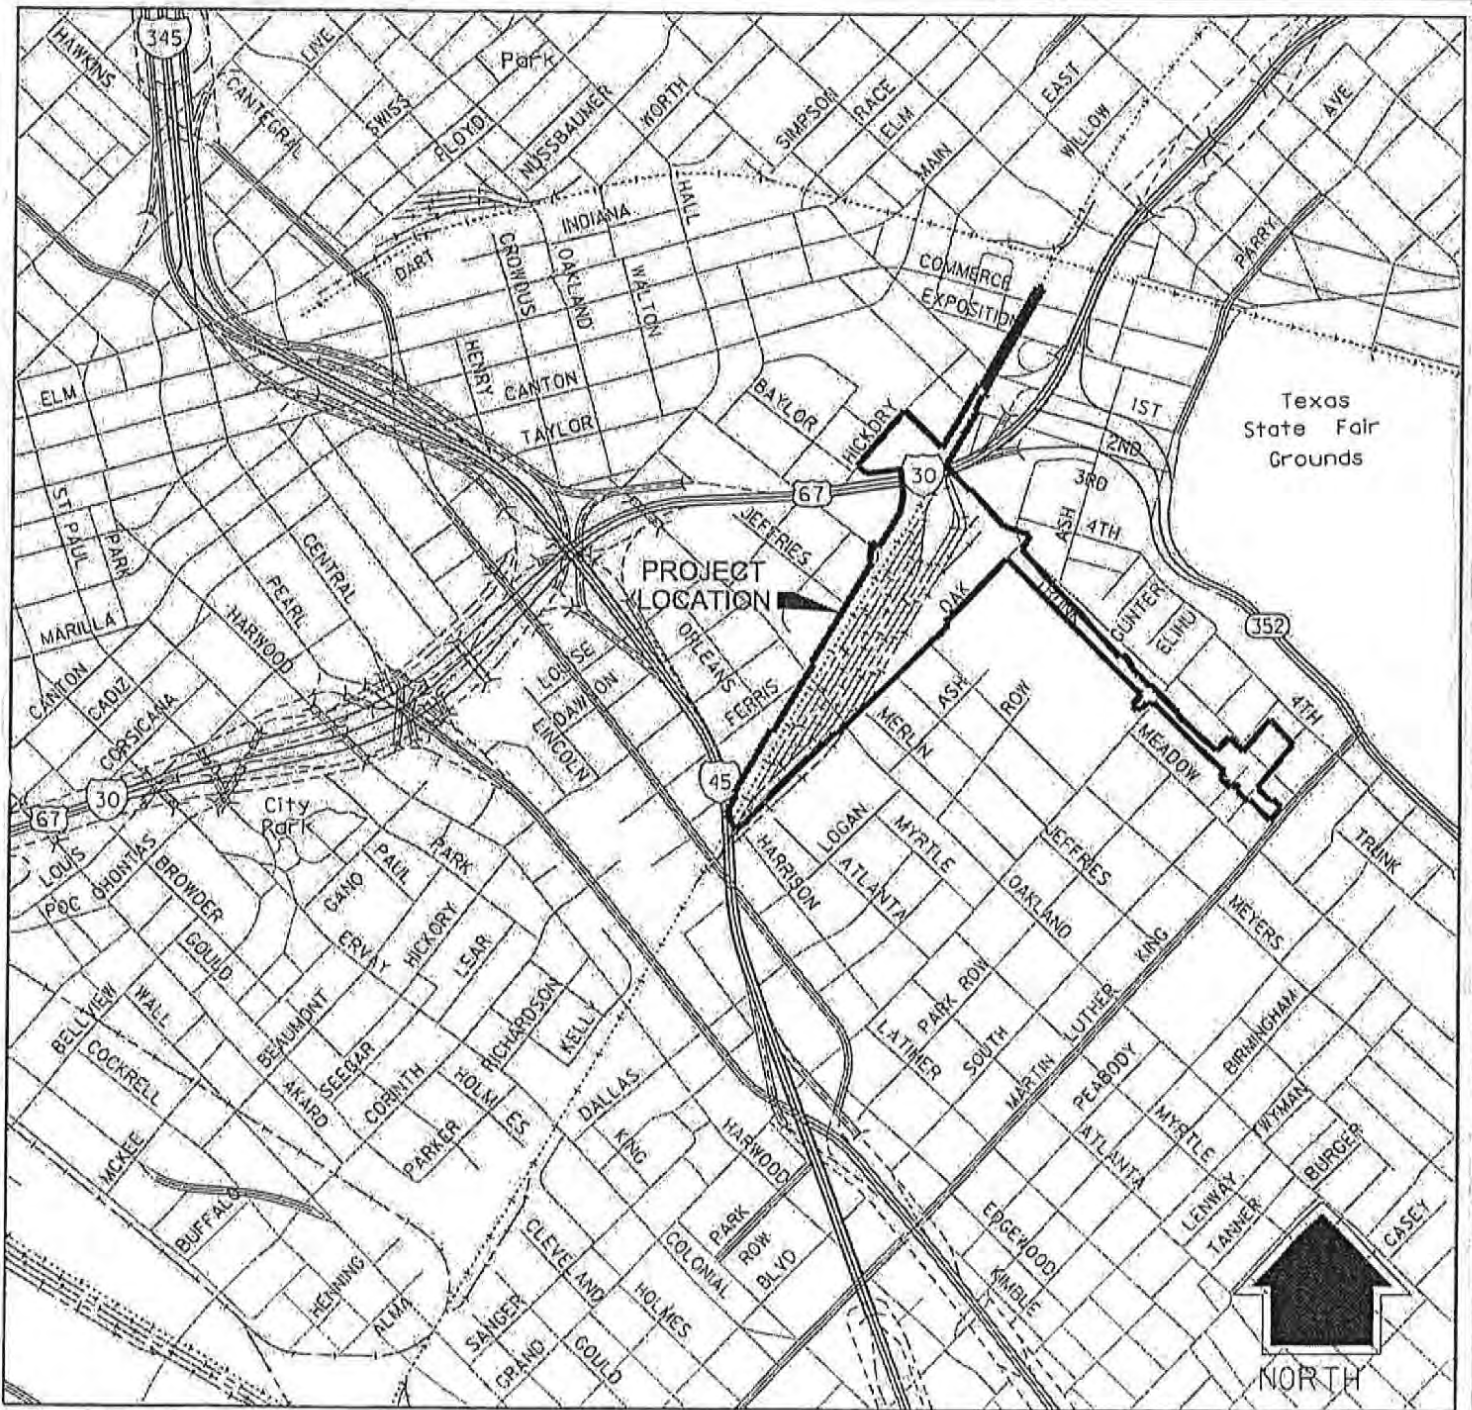 345
HAWKINS
LIVE
Park
CANTEGRAL
SWISS
FLOYD
NUSSBAUMER
WORTH
SIMPSON
RACE
ELM
MAIN
EAST
WILLOW
AVE
PARRY
HALL
INDIANA
DART
CROWDUS
OAKLAND
WALTON
COMMERCE
EXPOSITION
HENRY
CANTON
TAYLOR
ELM
BAYLOR
HICKORY
1ST
2ND
3RD
4TH
ASH
Texas
State Fair
Grounds
30
67
JEFFRIES
PROJECT
LOCATION
OAK
TRUNK
GUNTER
ELIHU
352
4TH
ST PAUL
PARK
CENTRAL
PEARL
HARWOOD
MARILLA
CANTON
CADIZ
CORSICANA
LOUISE
DAWSON
LINCOLN
ORLEANS
FERRIS
MERLIN
ASH
ROW
MEADOW
45
67
30
City
Park
LOUIS
POC OHONTIAS
BROWDER
GOULD
CANO
PAUL
PARK
ERVAY
HICKORY
LEAR
HARRISON
LOGAN
ATLANTA
MYRTLE
JEFFRIES
OAKLAND
TRUNK
MEYERS
BELLVIEW
WALL
COCKRELL
BEAUMONT
AKARD
SEEGAR
CORINTH
RICHARDSON
KELLY
HOLMES
PARKER
DALLAS
KING
HARWOOD
PARK ROW
LATIMER
SOUTH
MARTIN LUTHER KING
PEABODY
ATLANTA
MYRTLE
BIRMINGHAM
WYMAN
BURGER
LENWAY
TANNER
CASEY
MCKEE
BUFFALO
HENNING
ALMA
CLEVELAND
SANGER
GRAND
GOULD
HOLMES
COLONIAL
PARK
ROW
BLVD
EDGEWOOD
KIMBLE
NORTH